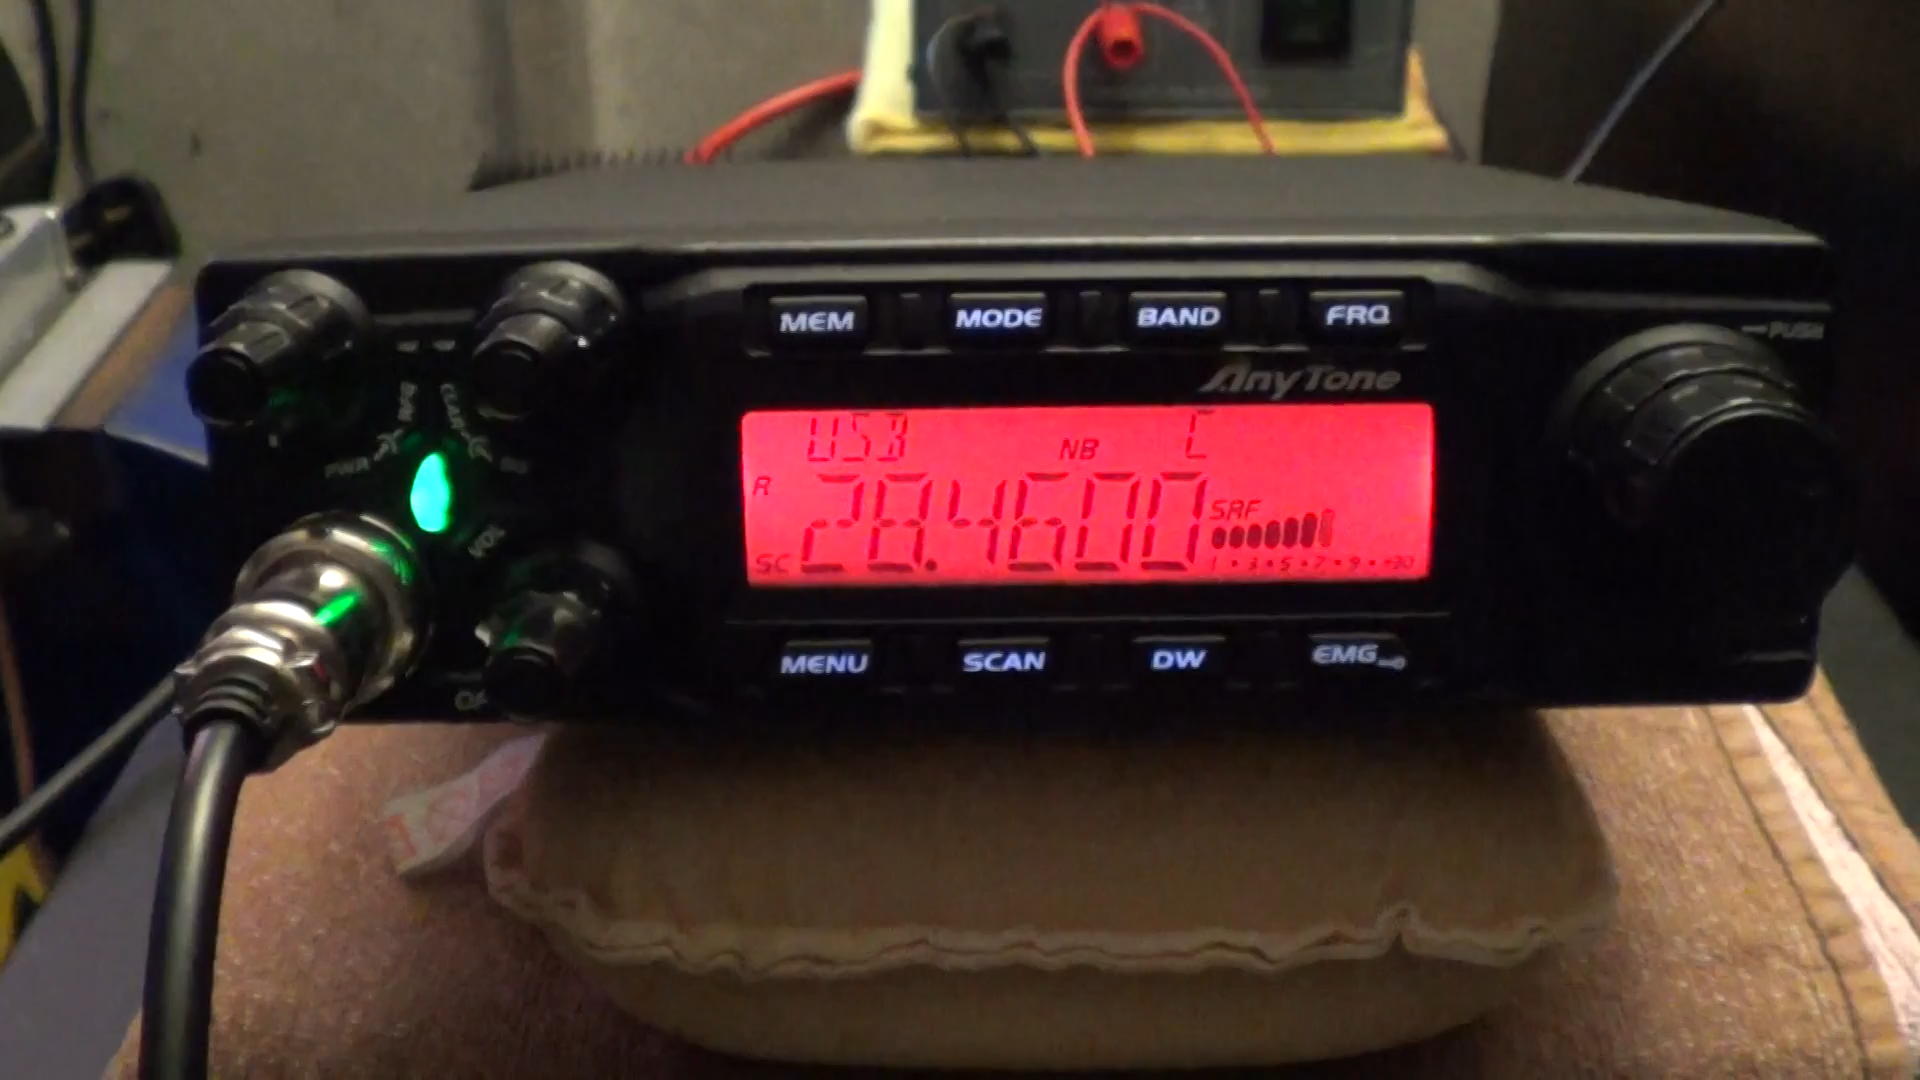 MEM MODE BAND FRQ
PUSH
AnyTone
USB NB C
R 28.4600 SRF
SC 1 • 3 • 5 • 7 • 9 • +30
PWR
VOL
MENU SCAN DW EMG